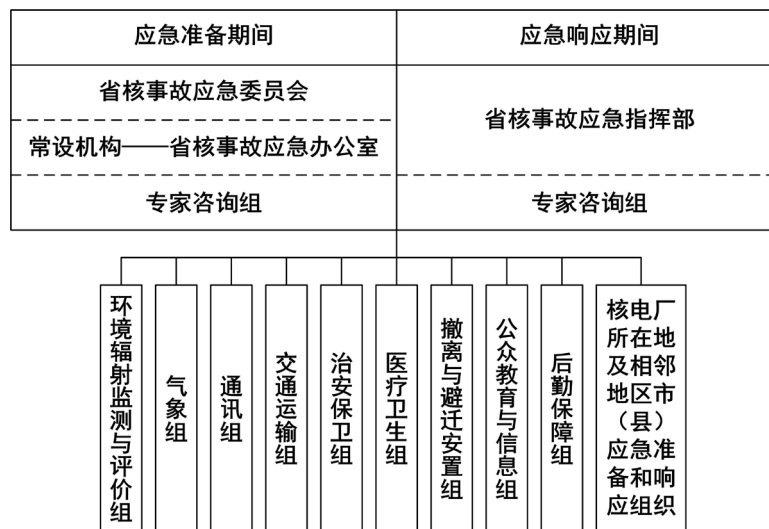 应急准备期间
应急响应期间
省核事故应急委员会
省核事故应急指挥部
常设机构——省核事故应急办公室
专家咨询组
专家咨询组
环境辐射监测与评价组
气象组
通讯组
交通运输组
治安保卫组
医疗卫生组
撤离与避迁安置组
公众教育与信息组
后勤保障组
核电厂
所在地
及相邻
地区市
（县）
应急准
备和响
应组织